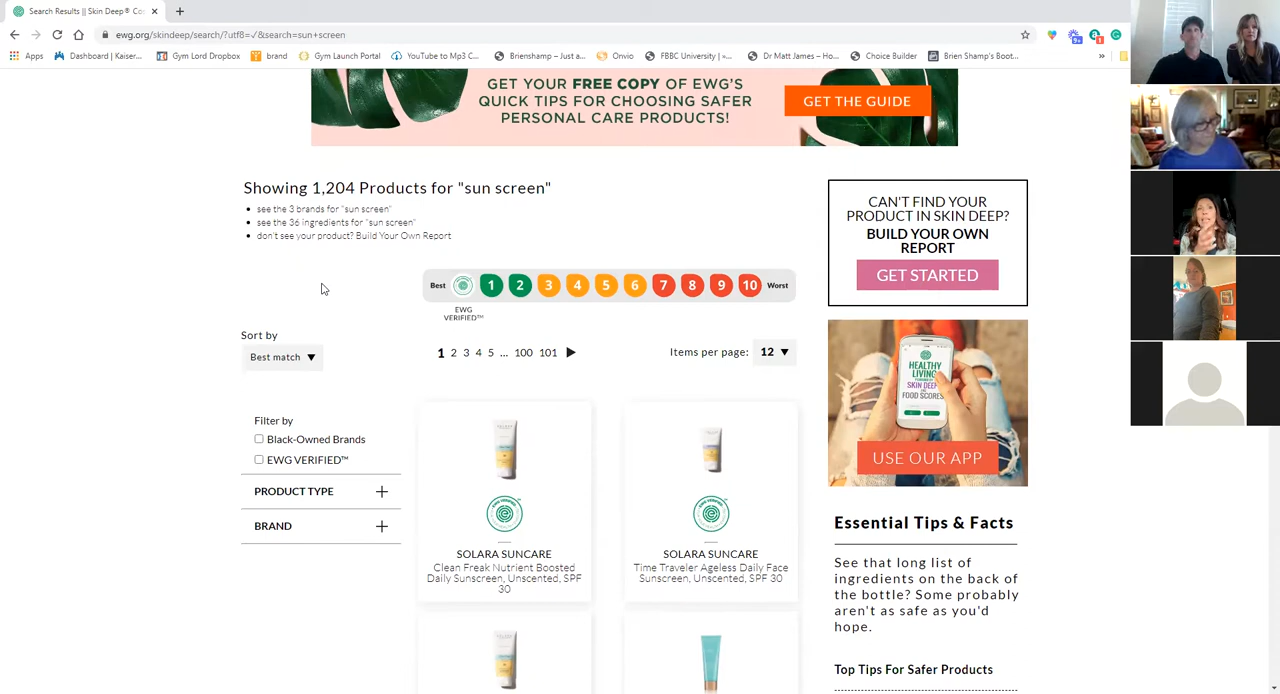 Search Results || Skin Deep® Cos
ewg.org/skindeep/search/?utf8=✓&search=sun+screen
Apps
Dashboard | Kaiser...
Gym Lord Dropbox
brand
Gym Launch Portal
YouTube to Mp3 C...
Brienshamp – Just a...
Onvio
FBBC University | »...
Dr Matt James – Ho...
Choice Builder
Brien Shamp's Boot...
»
GET YOUR FREE COPY OF EWG'S
QUICK TIPS FOR CHOOSING SAFER
PERSONAL CARE PRODUCTS!
GET THE GUIDE
Showing 1,204 Products for "sun screen"
see the 3 brands for "sun screen"
see the 36 ingredients for "sun screen"
don't see your product? Build Your Own Report
Best 1 2 3 4 5 6 7 8 9 10 Worst
EWG
VERIFIED™
Sort by
Best match
1 2 3 4 5 ... 100 101
Items per page: 12
Filter by
Black-Owned Brands
EWG VERIFIED™
PRODUCT TYPE
BRAND
SOLARA SUNCARE
Clean Freak Nutrient Boosted
Daily Sunscreen, Unscented, SPF
30
SOLARA SUNCARE
Time Traveler Ageless Daily Face
Sunscreen, Unscented, SPF 30
CAN'T FIND YOUR
PRODUCT IN SKIN DEEP?
BUILD YOUR OWN
REPORT
GET STARTED
HEALTHY
LIVING
SKIN DEEP
FOOD SCORES
USE OUR APP
Essential Tips & Facts
See that long list of
ingredients on the back of
the bottle? Some probably
aren't as safe as you'd
hope.
Top Tips For Safer Products